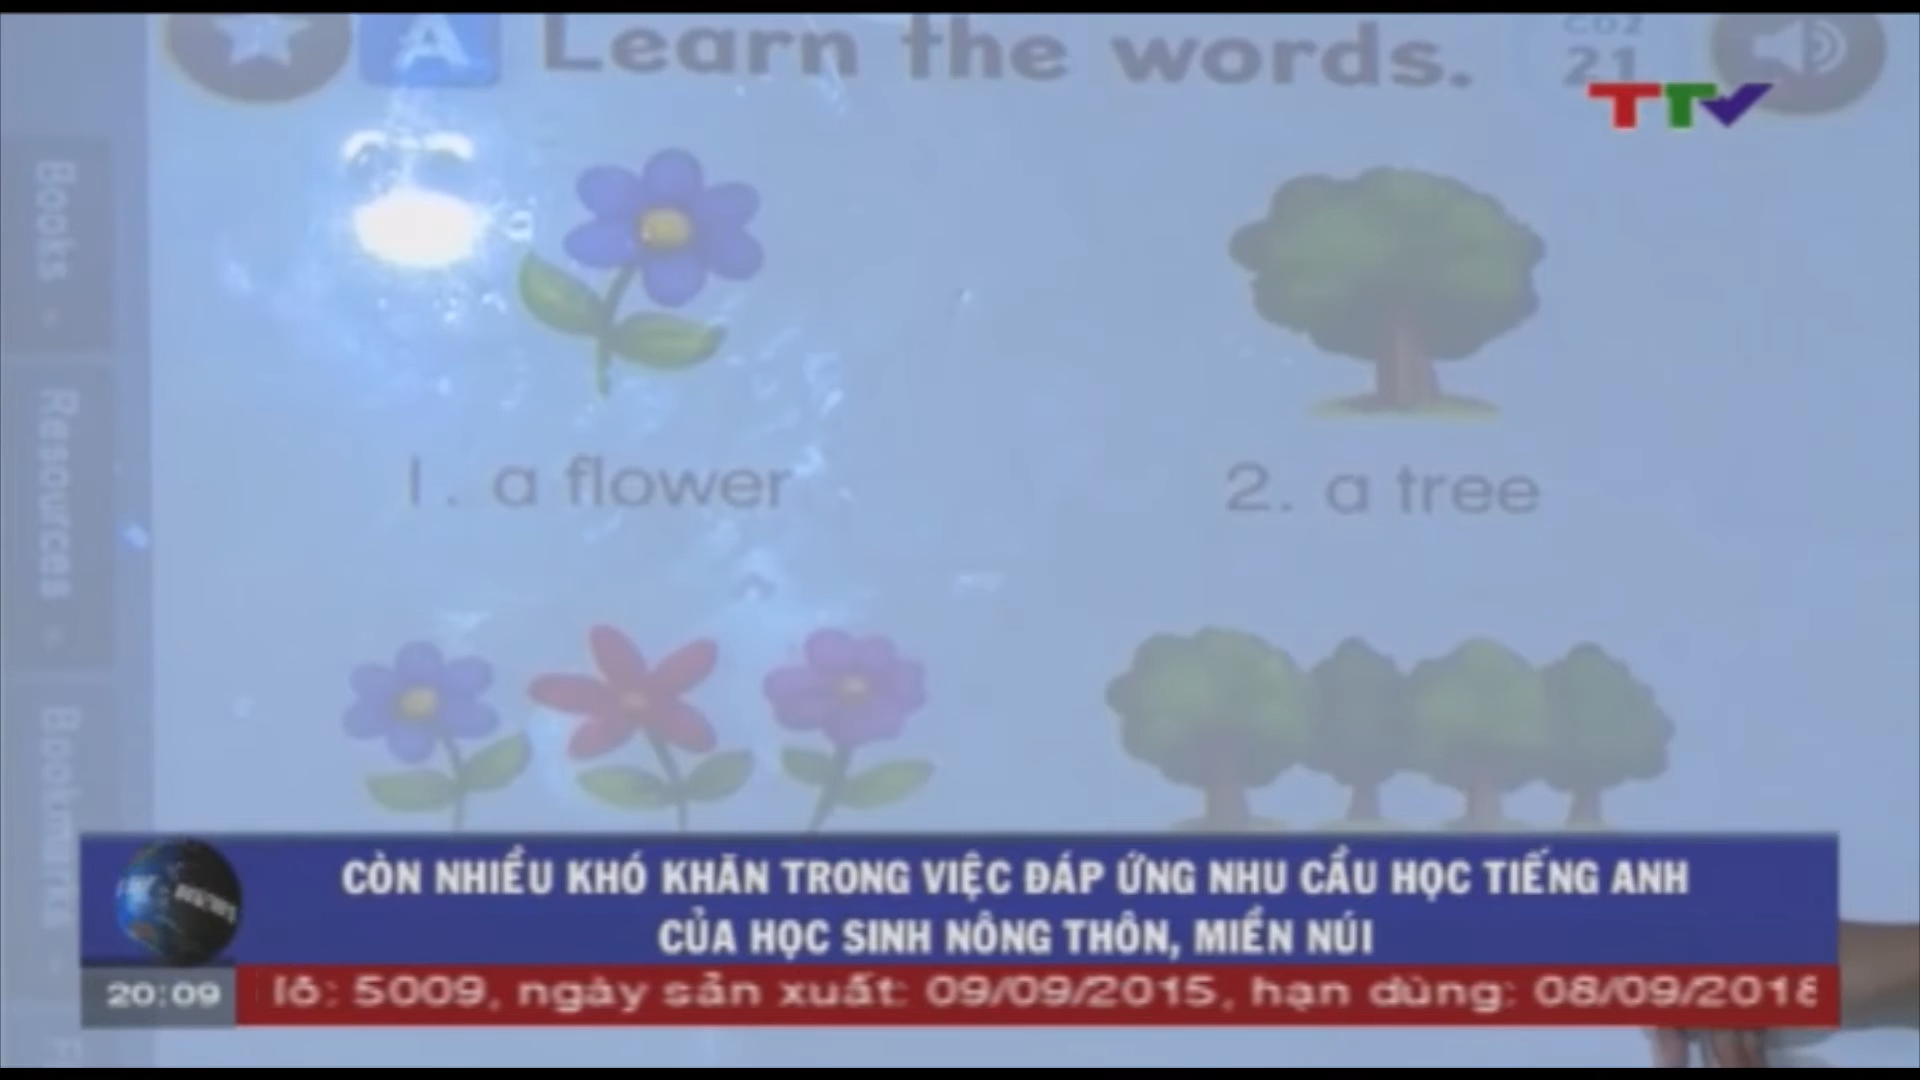 A Learn the words.
CD2
21
TTV
Books
Resources
Bookmarks
1. a flower
2. a tree
CÒN NHIỀU KHÓ KHĂN TRONG VIỆC ĐÁP ỨNG NHU CẦU HỌC TIẾNG ANH
CỦA HỌC SINH NÔNG THÔN, MIỀN NÚI
20:09
lô: 5009, ngày sản xuất: 09/09/2015, hạn dùng: 08/09/2018